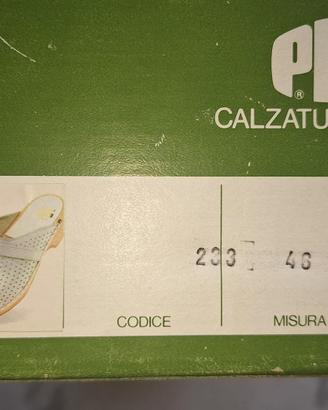 P
®
CALZATU
233 46
CODICE MISURA